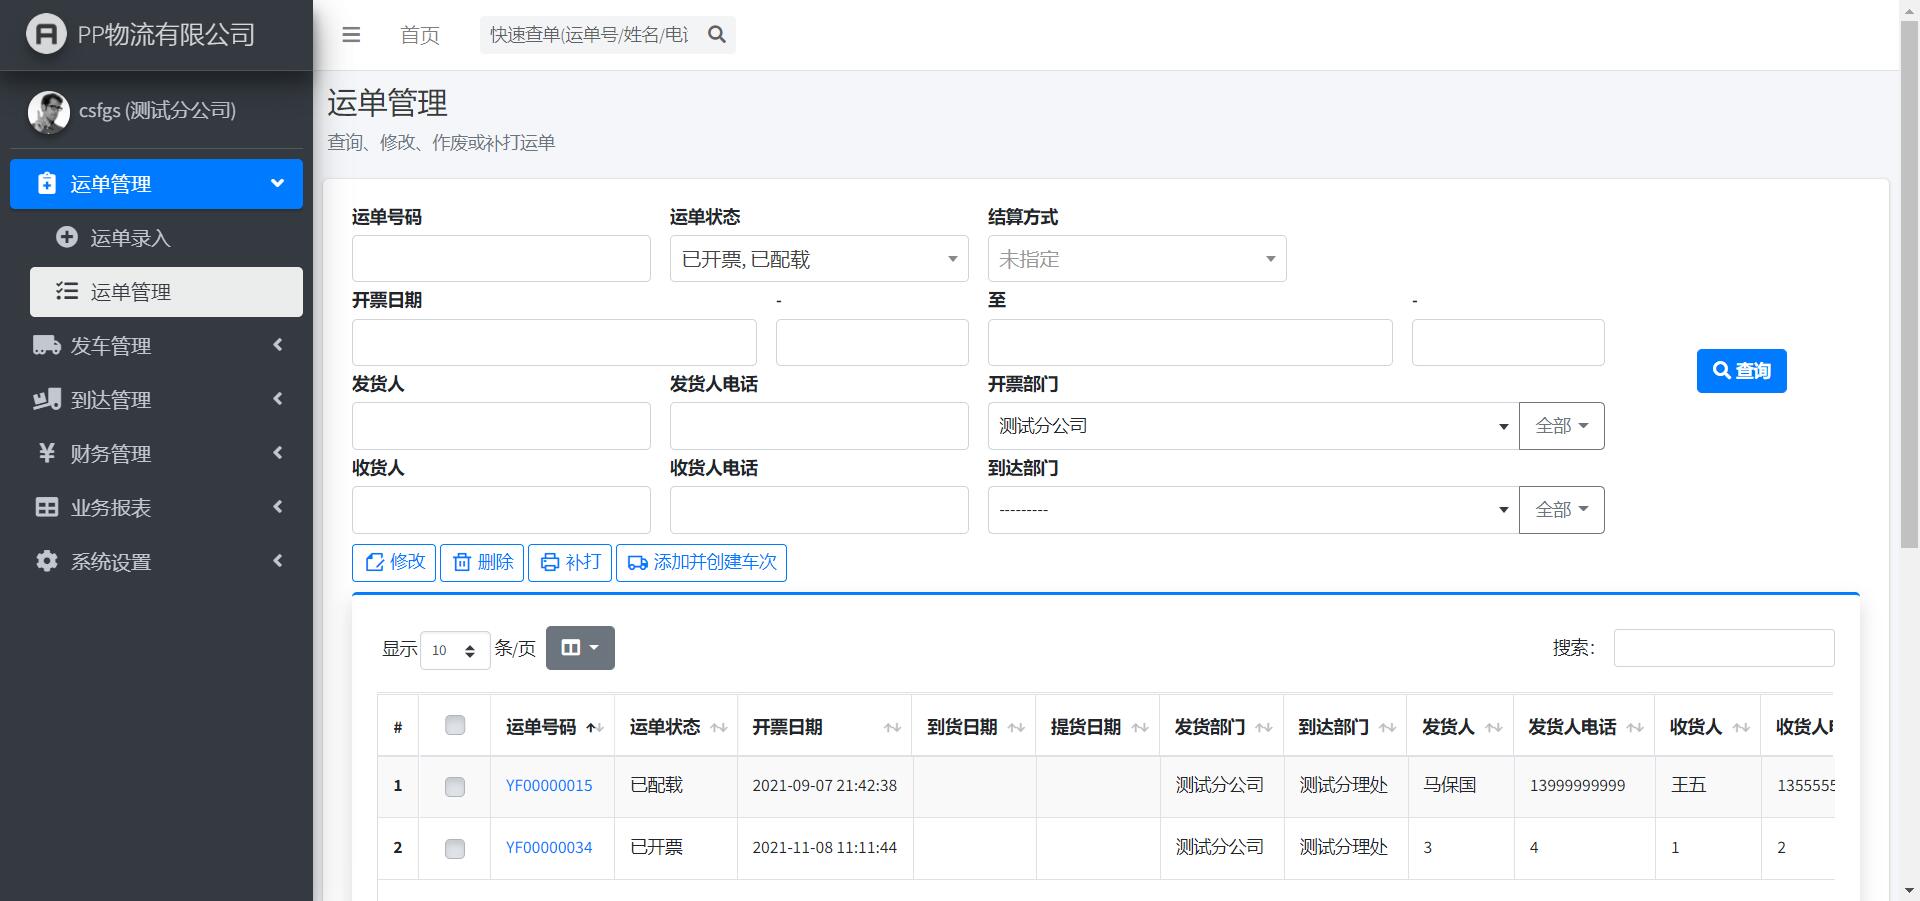 PP物流有限公司
首页
快速查单(运单号/姓名/电话
csfgs (测试分公司)
运单管理
运单录入
运单管理
发车管理
到达管理
财务管理
业务报表
系统设置
运单管理
查询、修改、作废或补打运单
运单号码 运单状态 结算方式
已开票, 已配载 未指定
开票日期 - 至 -
查询
发货人 发货人电话 开票部门
测试分公司 全部
收货人 收货人电话 到达部门
--------- 全部
修改 删除 补打 添加并创建车次
显示 10 条/页 搜索:
# 运单号码 运单状态 开票日期 到货日期 提货日期 发货部门 到达部门 发货人 发货人电话 收货人 收货人
1 YF00000015 已配载 2021-09-07 21:42:38 测试分公司 测试分理处 马保国 13999999999 王五 1355555
2 YF00000034 已开票 2021-11-08 11:11:44 测试分公司 测试分理处 3 4 1 2